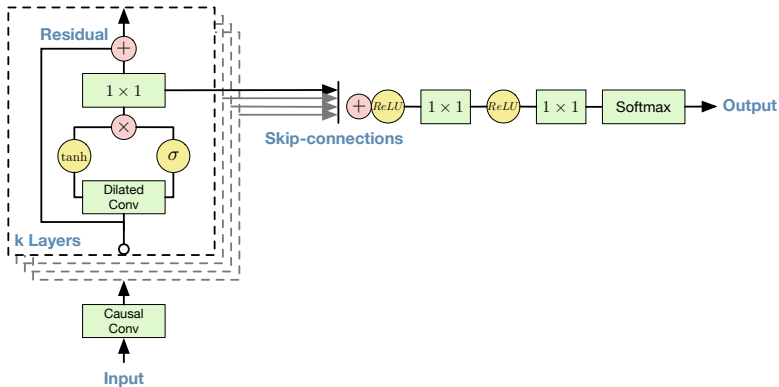 Residual
+
1 × 1
×
tanh
σ
Dilated
Conv
k Layers
Causal
Conv
Input
Skip-connections
+
ReLU
1 × 1
ReLU
1 × 1
Softmax
Output